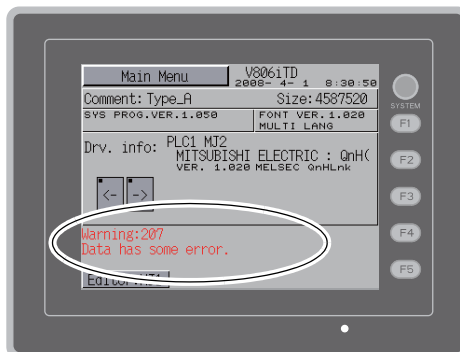 Main Menu
V806iTD
2008- 4- 1 8:30:50
Comment: Type_A
Size: 4587520
SYS PROG.VER.1.050
FONT VER.1.020
MULTI LANG
Drv. info:
PLC1 MJ2
MITSUBISHI ELECTRIC : QnH(
VER. 1.020 MELSEC QnHLnk
<- ->
Warning:207
Data has some error.
SYSTEM
F1
F2
F3
F4
F5